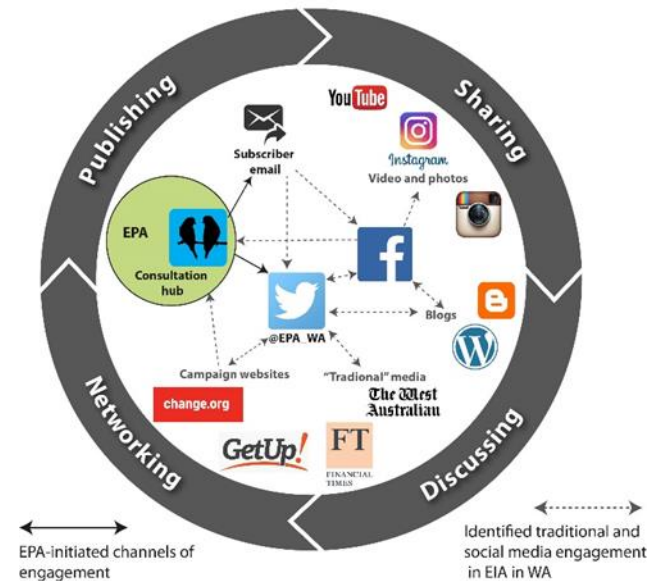 Publishing
Sharing
YouTube
Subscriber
email
Instagram
Video and photos
EPA
Consultation
hub
@EPA_WA
Blogs
Campaign websites
"Tradional" media
change.org
The West
Australian
GetUp!
FT
FINANCIAL
TIMES
Networking
Discussing
EPA-initiated channels of
engagement
Identified traditional and
social media engagement
in EIA in WA